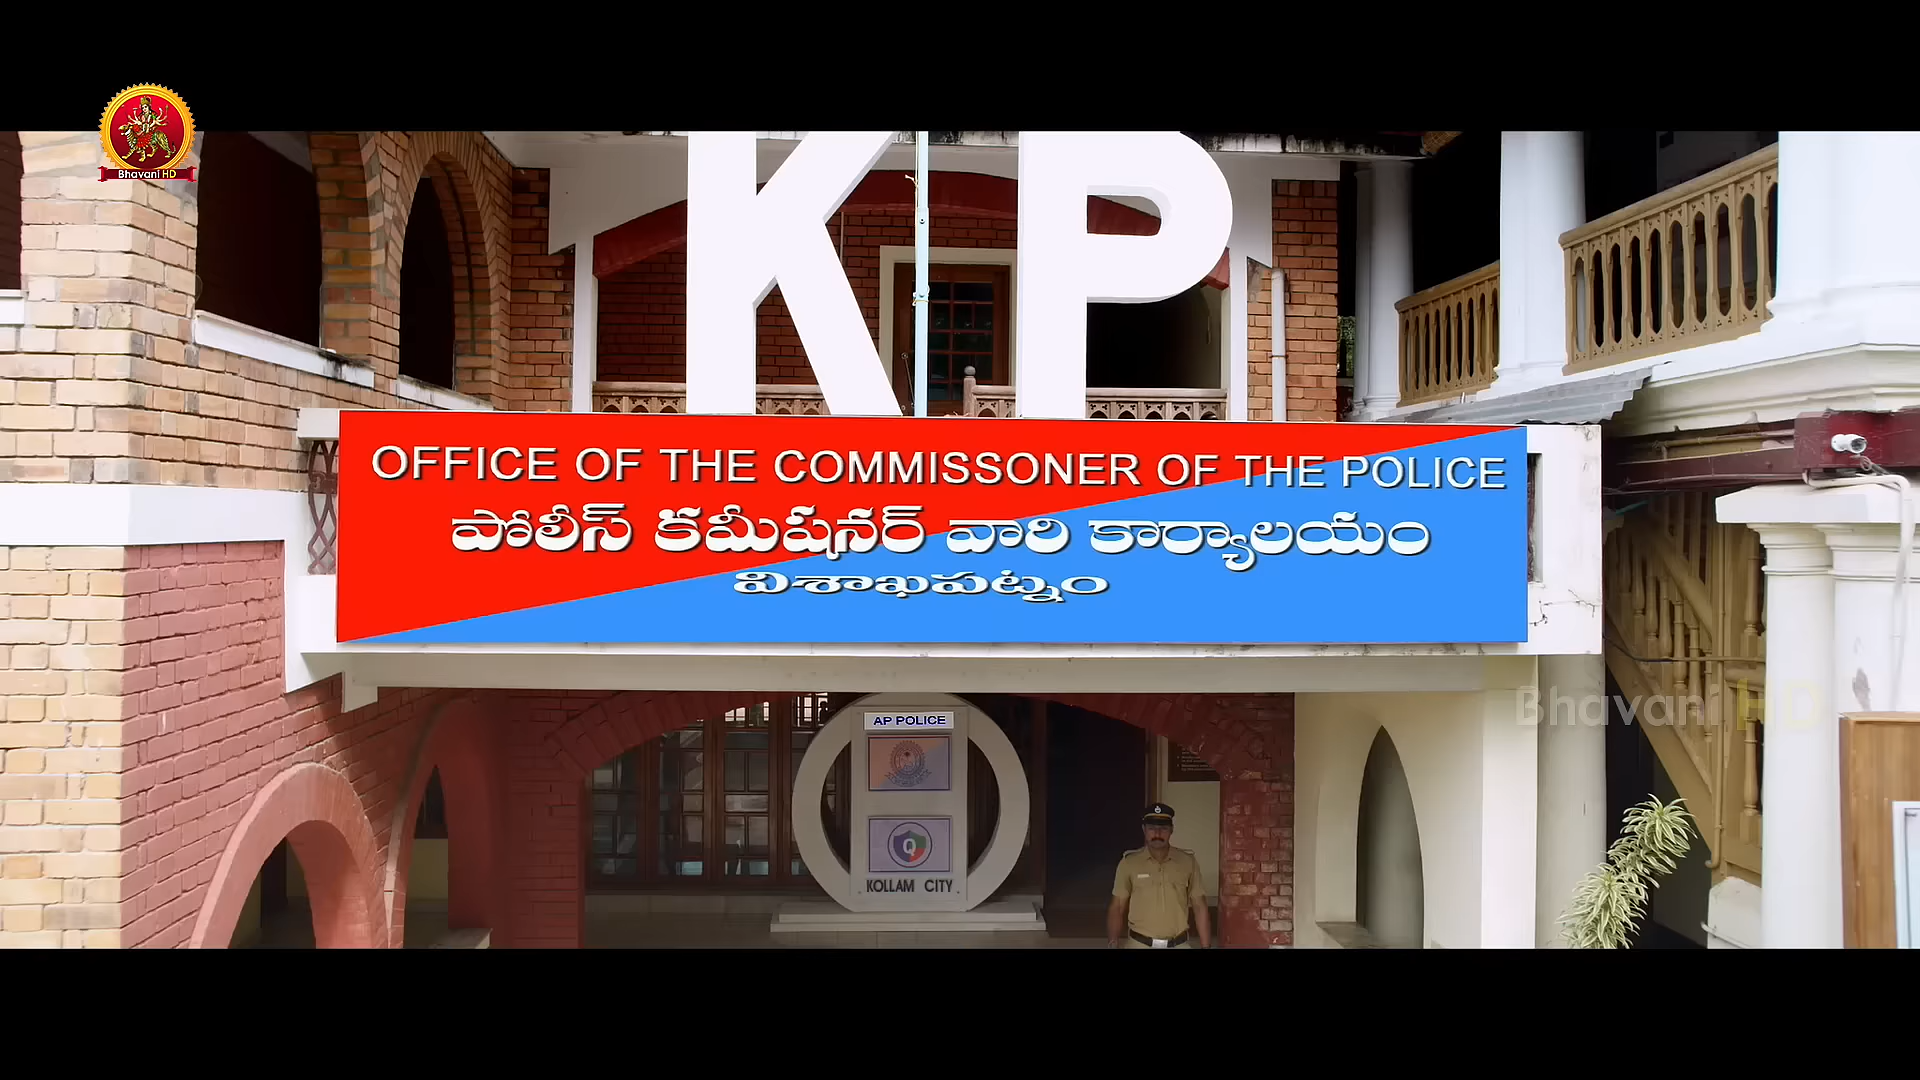 Bhavani HD
KP
OFFICE OF THE COMMISSONER OF THE POLICE
పోలీస్ కమీషనర్ వారి కార్యాలయం
విశాఖపట్నం
Bhavani HD
AP POLICE
Q
KOLLAM CITY